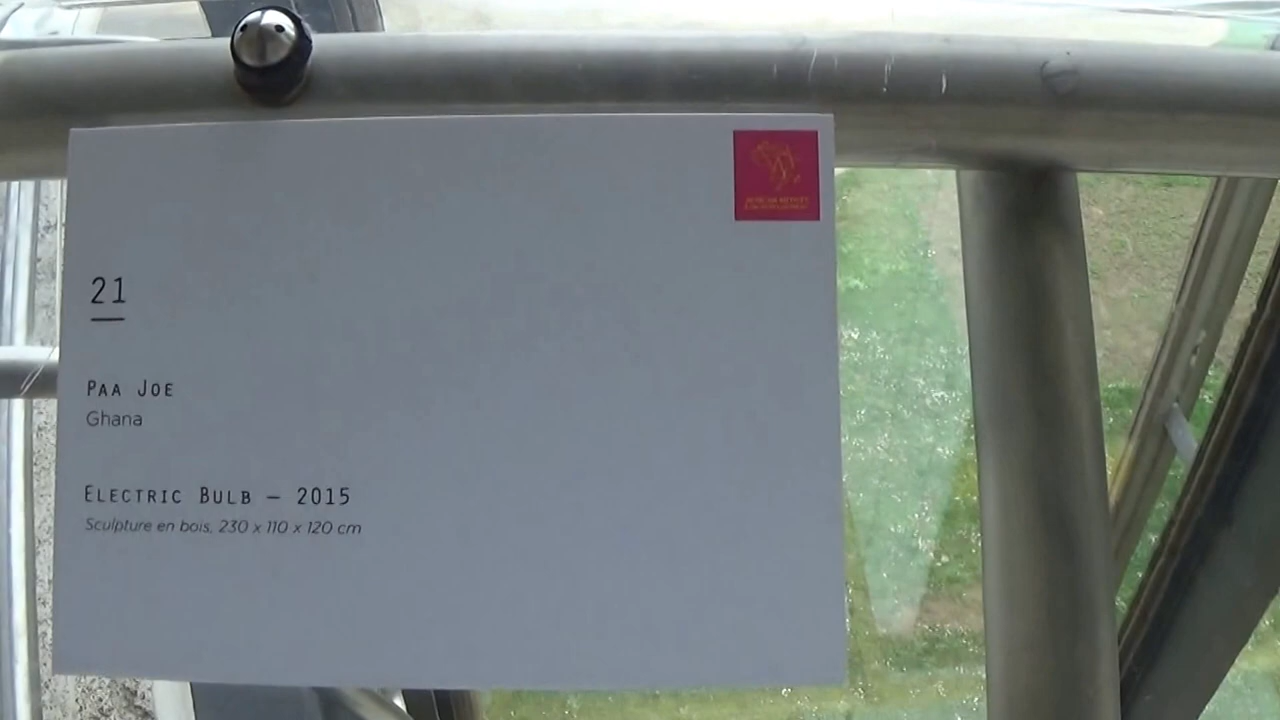 21
Paa Joe
Ghana
Electric Bulb – 2015
Sculpture en bois, 230 x 110 x 120 cm